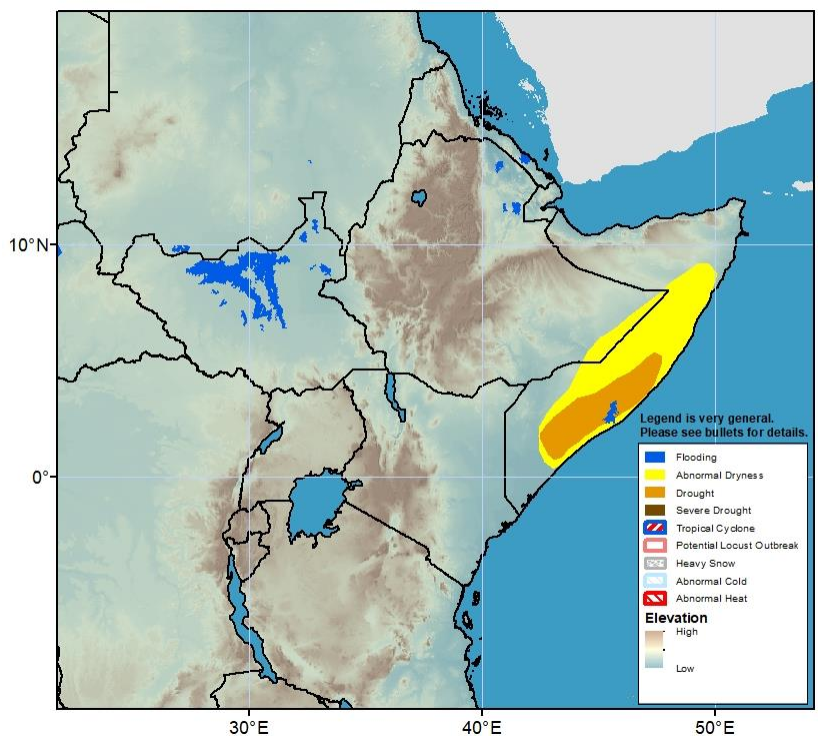 10°N
0°
30°E
40°E
50°E
Legend is very general.
Please see bullets for details.
Flooding
Abnormal Dryness
Drought
Severe Drought
Tropical Cyclone
Potential Locust Outbreak
Heavy Snow
Abnormal Cold
Abnormal Heat
Elevation
High
Low